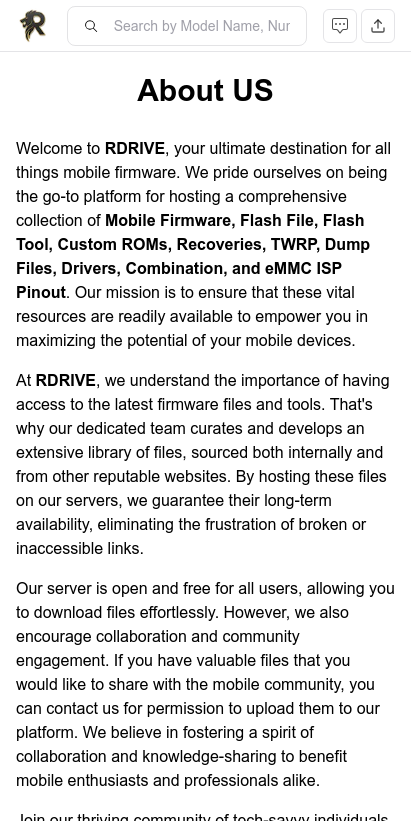 Search by Model Name, Nur
About US
Welcome to RDRIVE, your ultimate destination for all
things mobile firmware. We pride ourselves on being
the go-to platform for hosting a comprehensive
collection of Mobile Firmware, Flash File, Flash
Tool, Custom ROMs, Recoveries, TWRP, Dump
Files, Drivers, Combination, and eMMC ISP
Pinout. Our mission is to ensure that these vital
resources are readily available to empower you in
maximizing the potential of your mobile devices.
At RDRIVE, we understand the importance of having
access to the latest firmware files and tools. That's
why our dedicated team curates and develops an
extensive library of files, sourced both internally and
from other reputable websites. By hosting these files
on our servers, we guarantee their long-term
availability, eliminating the frustration of broken or
inaccessible links.
Our server is open and free for all users, allowing you
to download files effortlessly. However, we also
encourage collaboration and community
engagement. If you have valuable files that you
would like to share with the mobile community, you
can contact us for permission to upload them to our
platform. We believe in fostering a spirit of
collaboration and knowledge-sharing to benefit
mobile enthusiasts and professionals alike.
Join our thriving community of tech-savvy individuals